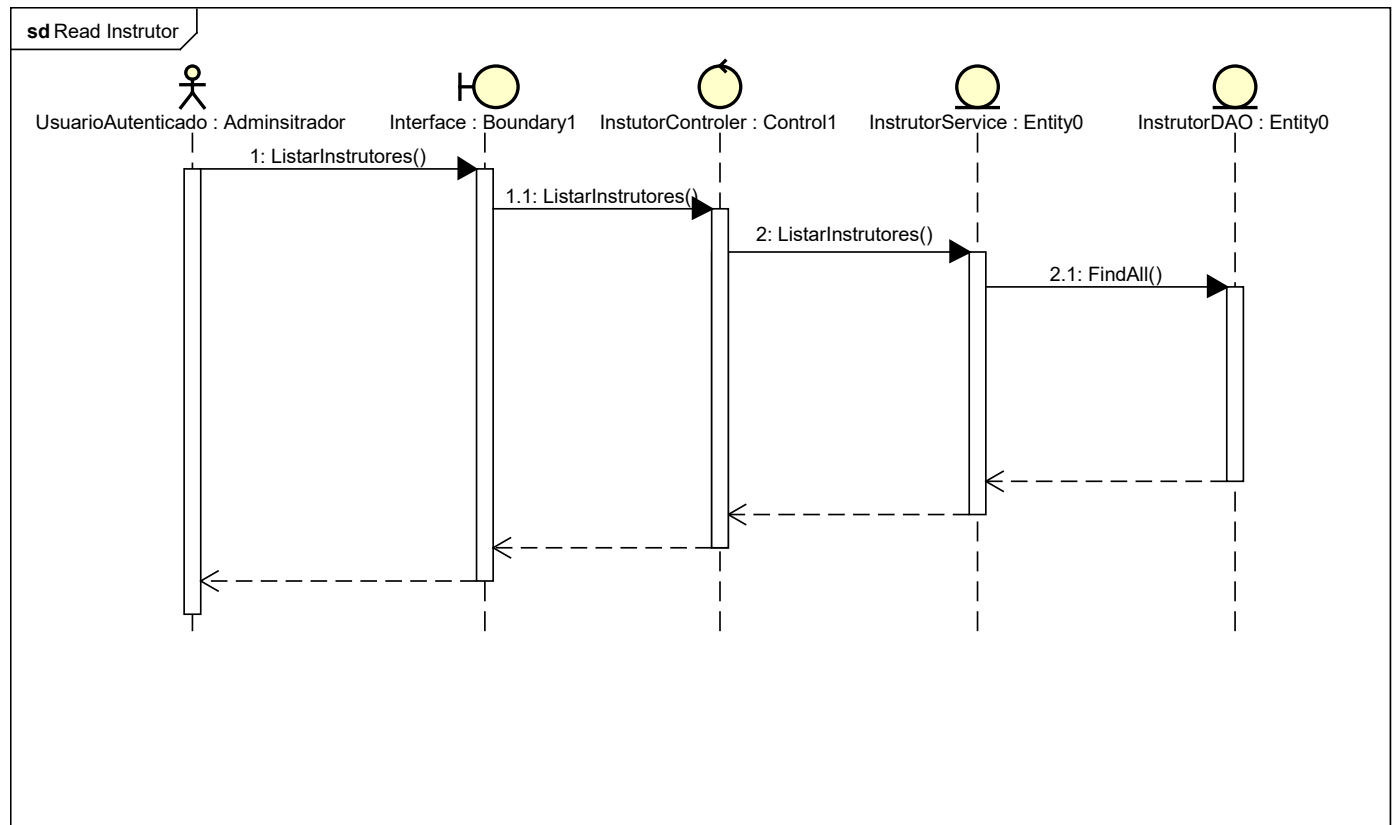 sd Read Instrutor
UsuarioAutenticado : Adminsitrador
Interface : Boundary1
InstutorControler : Control1
InstrutorService : Entity0
InstrutorDAO : Entity0
1: ListarInstrutores()
1.1: ListarInstrutores()
2: ListarInstrutores()
2.1: FindAll()